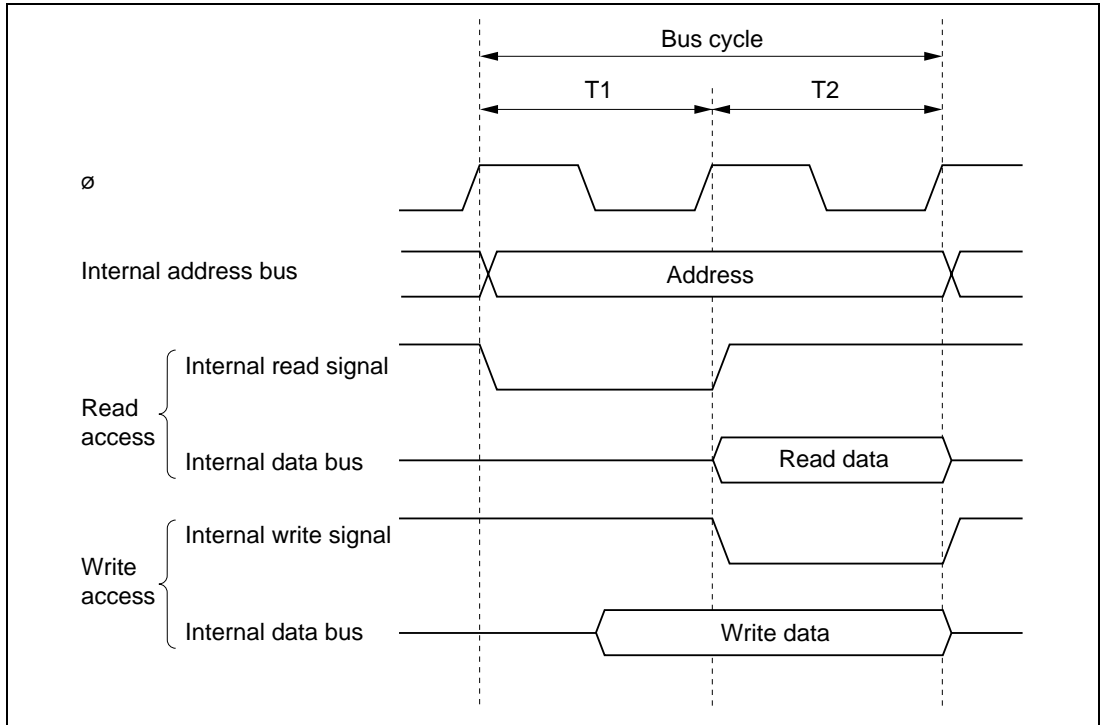 Bus cycle
T1
T2
ø
Internal address bus
Address
Internal read signal
Read
access
Internal data bus
Read data
Internal write signal
Write
access
Internal data bus
Write data